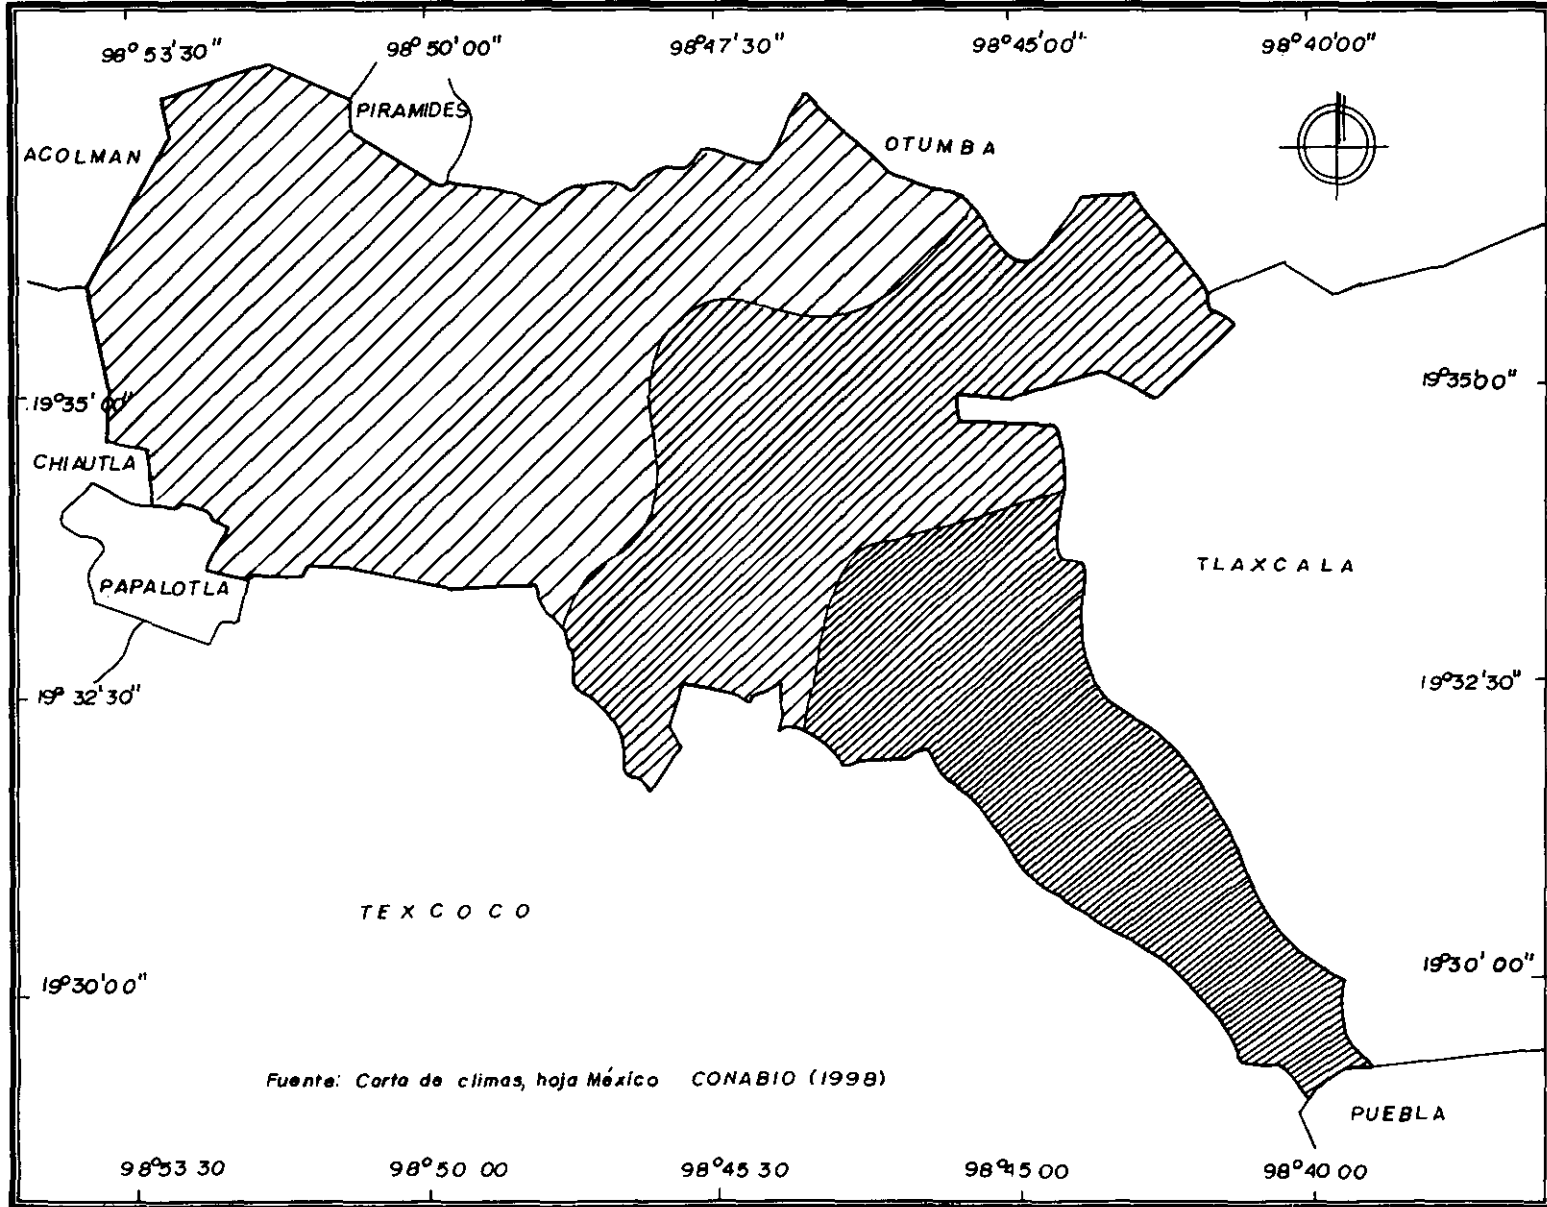 98° 53'30" 98° 50'00" 98° 47'30" 98° 45'00" 98° 40'00"
PIRAMIDES
ACOLMAN
OTUMBA
19° 35' 00" 19° 35'00"
CHIAUTLA
TLAXCALA
PAPALOTLA
19° 32'30" 19° 32'30"
TEXCOCO
19° 30'00" 19° 30' 00"
Fuente: Carta de climas, hoja México CONABIO (1998)
PUEBLA
98° 53 30 98° 50 00 98° 45 30 98° 45 00 98° 40 00